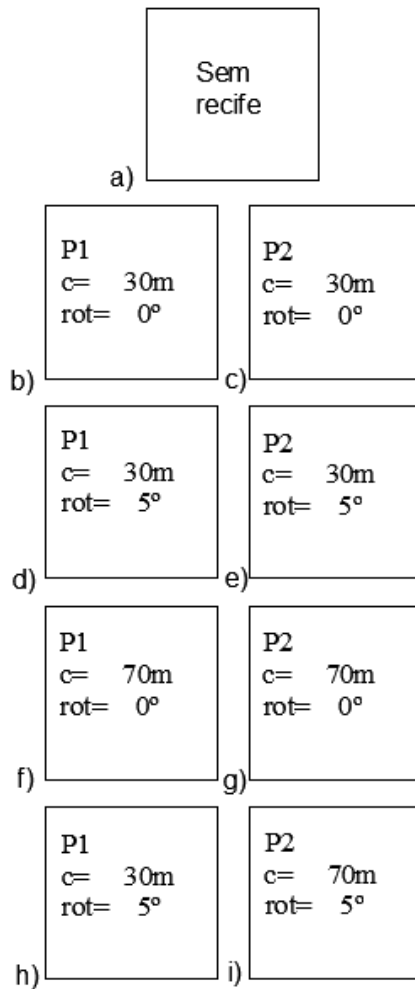 Sem
recife
a)
P1
c= 30m
rot= 0º
b)
P2
c= 30m
rot= 0º
c)
P1
c= 30m
rot= 5º
d)
P2
c= 30m
rot= 5º
e)
P1
c= 70m
rot= 0º
f)
P2
c= 70m
rot= 0º
g)
P1
c= 30m
rot= 5º
h)
P2
c= 70m
rot= 5º
i)